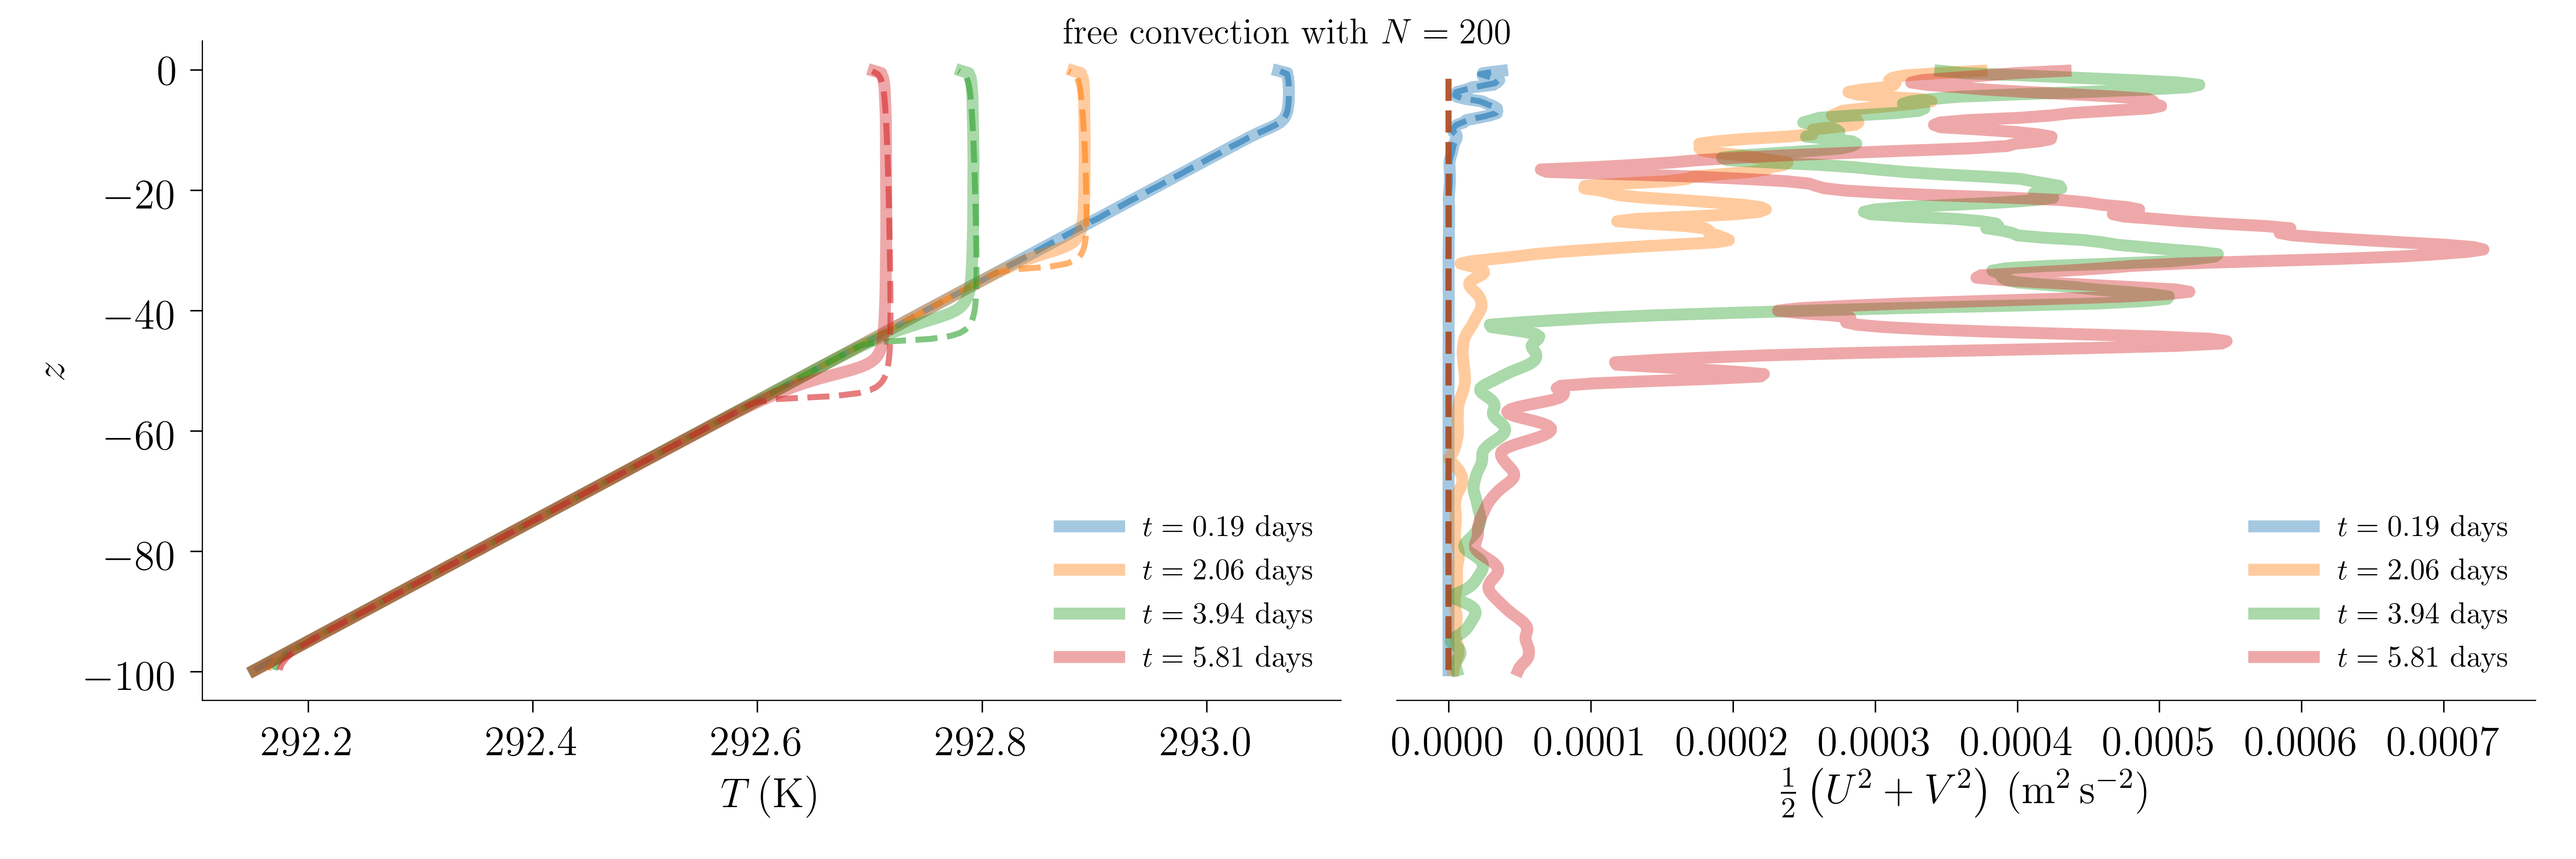 free convection with N = 200
0
−20
−40
−60
−80
−100
z
292.2 292.4 292.6 292.8 293.0
T (K)
t = 0.19 days
t = 2.06 days
t = 3.94 days
t = 5.81 days
0.0000 0.0001 0.0002 0.0003 0.0004 0.0005 0.0006 0.0007
½ (U² + V²) (m² s⁻²)
t = 0.19 days
t = 2.06 days
t = 3.94 days
t = 5.81 days